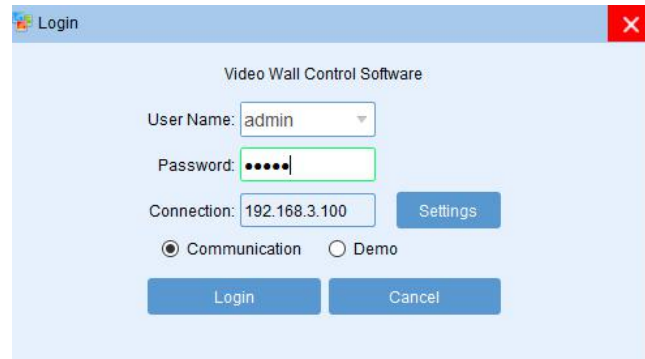 Login
Video Wall Control Software
User Name: admin
Password: •••••
Connection: 192.168.3.100 Settings
Communication Demo
Login Cancel